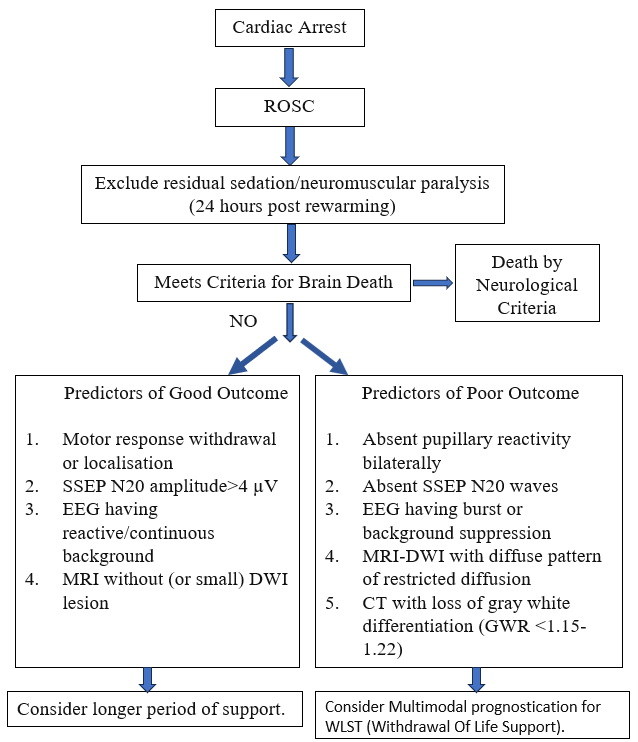 Cardiac Arrest
ROSC
Exclude residual sedation/neuromuscular paralysis
(24 hours post rewarming)
Meets Criteria for Brain Death
Death by
Neurological
Criteria
NO
Predictors of Good Outcome
1. Motor response withdrawal
or localisation
2. SSEP N20 amplitude>4 µV
3. EEG having
reactive/continuous
background
4. MRI without (or small) DWI
lesion
Predictors of Poor Outcome
1. Absent pupillary reactivity
bilaterally
2. Absent SSEP N20 waves
3. EEG having burst or
background suppression
4. MRI-DWI with diffuse pattern
of restricted diffusion
5. CT with loss of gray white
differentiation (GWR <1.15-
1.22)
Consider longer period of support.
Consider Multimodal prognostication for
WLST (Withdrawal Of Life Support).